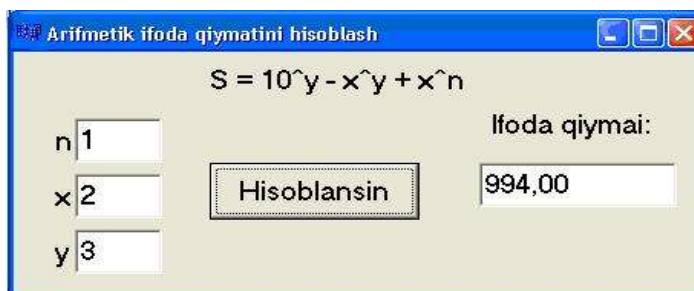 Arifmetik ifoda qiymatini hisoblash
S = 10^y - x^y + x^n
Ifoda qiymai:
n 1
x 2
Hisoblansin
994,00
y 3